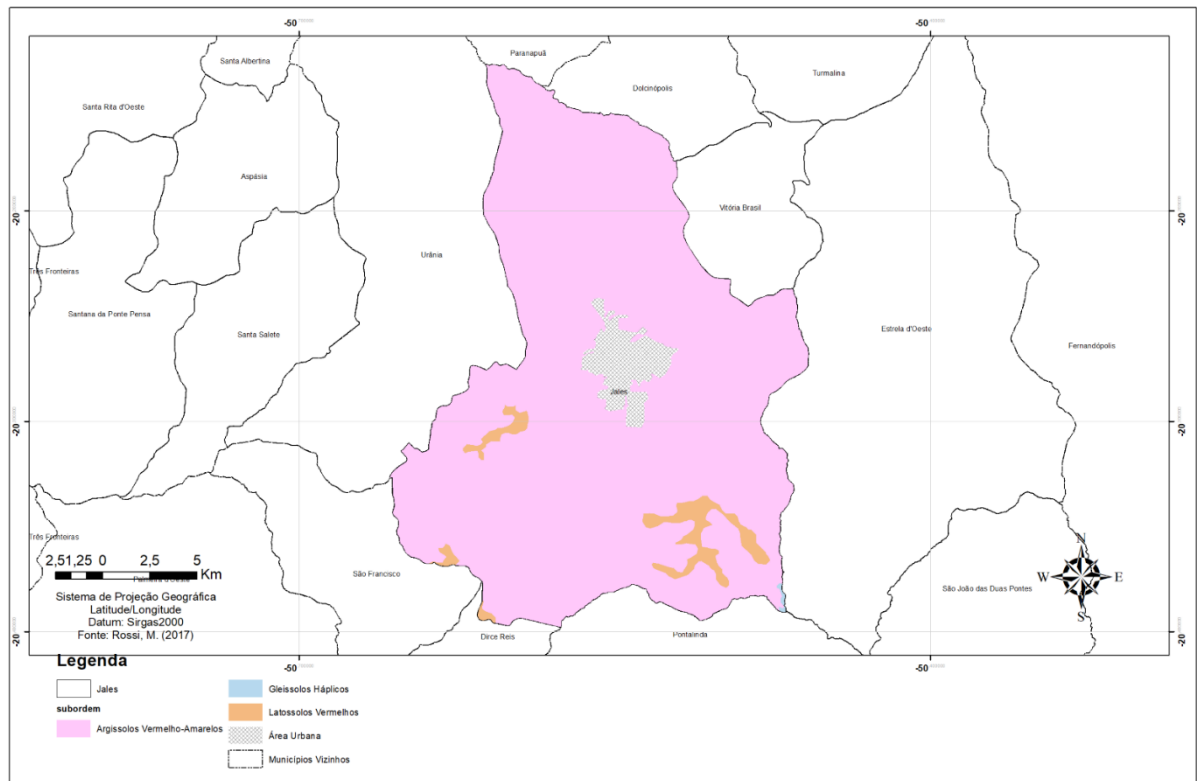 -50
-50
Paranapuã
Santa Albertina
Turmalina
Dolcinópolis
Santa Rita d'Oeste
Aspásia
-20
Vitória Brasil
-20
Urânia
Três Fronteiras
Santana da Ponte Pensa
Santa Salete
Estrela d'Oeste
Fernandópolis
Jales
-20
-20
Três Fronteiras
N
2,51,25 0 2,5 5
Km
São Francisco
W E
São João das Duas Pontes
Sistema de Projeção Geográfica
Latitude/Longitude
Datum: Sirgas2000
Fonte: Rossi, M. (2017)
S
-20
Dirce Reis
Pontalinda
-20
-50
-50
Legenda
Jales
subordem
Argissolos Vermelho-Amarelos
Gleissolos Háplicos
Latossolos Vermelhos
Área Urbana
Municípios Vizinhos